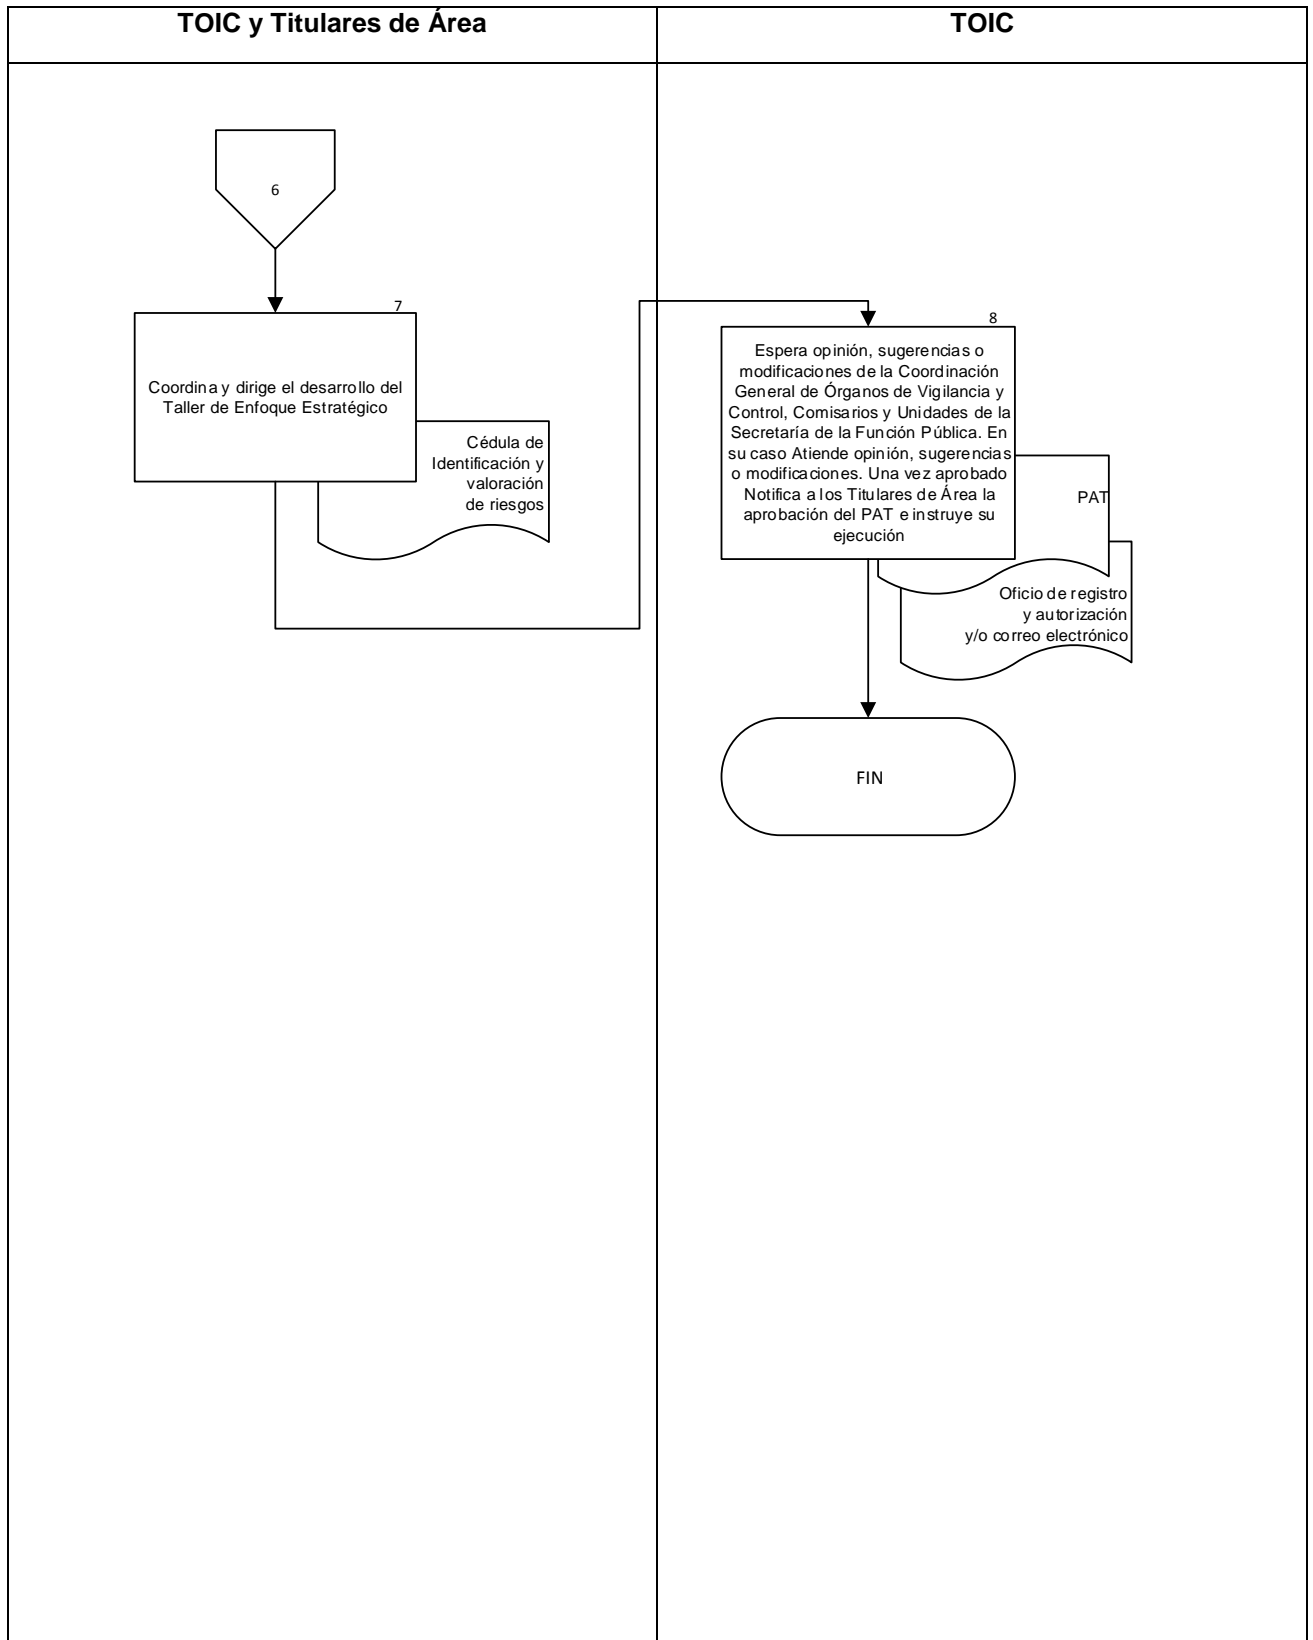 TOIC y Titulares de Área
TOIC
6
7
Coordina y dirige el desarrollo del
Taller de Enfoque Estratégico
Cédula de
Identificación y
valoración
de riesgos
8
Espera opinión, sugerencias o
modificaciones de la Coordinación
General de Órganos de Vigilancia y
Control, Comisarios y Unidades de la
Secretaría de la Función Pública. En
su caso Atiende opinión, sugerencias
o modificaciones. Una vez aprobado
Notifica a los Titulares de Área la
aprobación del PAT e instruye su
ejecución
PAT
Oficio de registro
y autorización
y/o correo electrónico
FIN